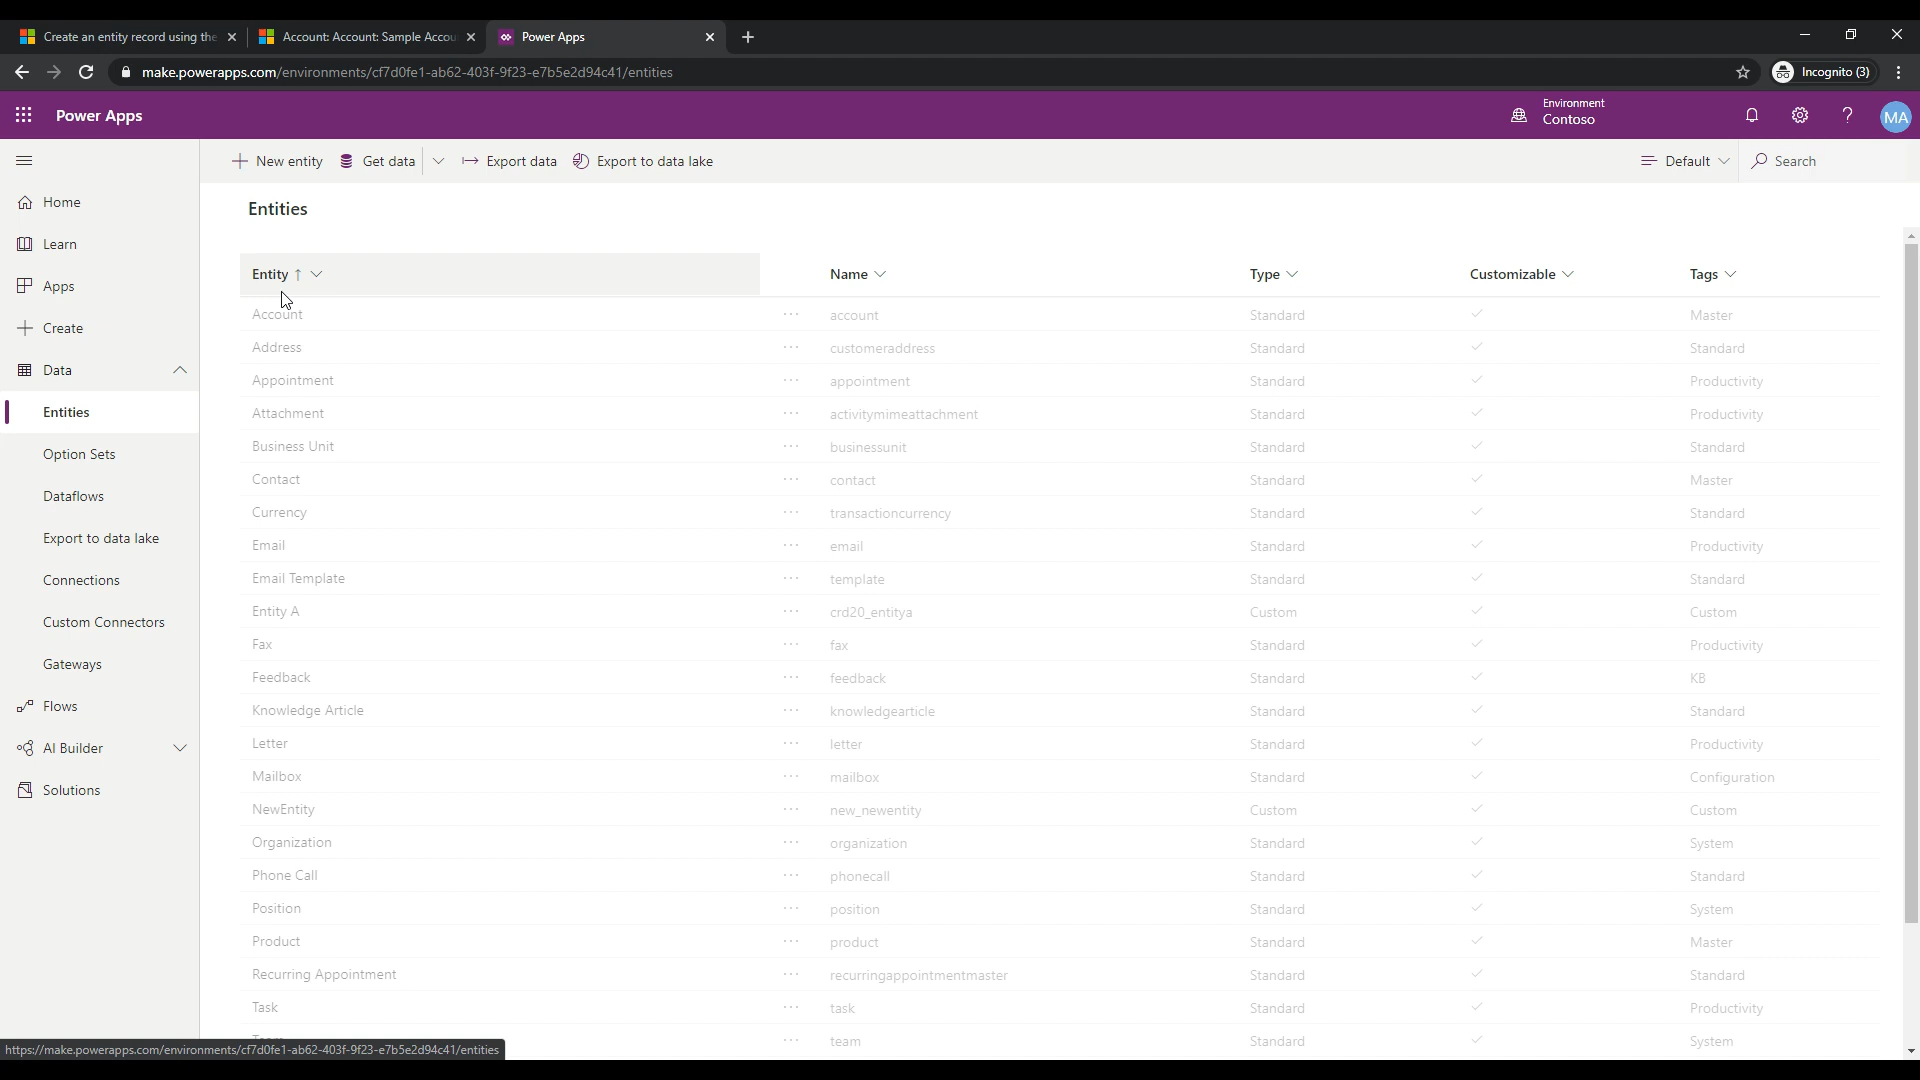 Create an entity record using the
Account: Account: Sample Accou
Power Apps
make.powerapps.com/environments/cf7d0fe1-ab62-403f-9f23-e7b5e2d94c41/entities
Incognito (3)
Power Apps
Environment
Contoso
?
MA
New entity
Get data
Export data
Export to data lake
Default
Search
Home
Learn
Apps
Create
Data
Entities
Option Sets
Dataflows
Export to data lake
Connections
Custom Connectors
Gateways
Flows
AI Builder
Solutions
Entities
Entity ↑ Name Type Customizable Tags
Account ··· account Standard Master
Address ··· customeraddress Standard Standard
Appointment ··· appointment Standard Productivity
Attachment ··· activitymimeattachment Standard Productivity
Business Unit ··· businessunit Standard Standard
Contact ··· contact Standard Master
Currency ··· transactioncurrency Standard Standard
Email ··· email Standard Productivity
Email Template ··· template Standard Standard
Entity A ··· crd20_entitya Custom Custom
Fax ··· fax Standard Productivity
Feedback ··· feedback Standard KB
Knowledge Article ··· knowledgearticle Standard Standard
Letter ··· letter Standard Productivity
Mailbox ··· mailbox Standard Configuration
NewEntity ··· new_newentity Custom Custom
Organization ··· organization Standard System
Phone Call ··· phonecall Standard Standard
Position ··· position Standard System
Product ··· product Standard Master
Recurring Appointment ··· recurringappointmentmaster Standard Standard
Task ··· task Standard Productivity
··· team Standard System
https://make.powerapps.com/environments/cf7d0fe1-ab62-403f-9f23-e7b5e2d94c41/entities